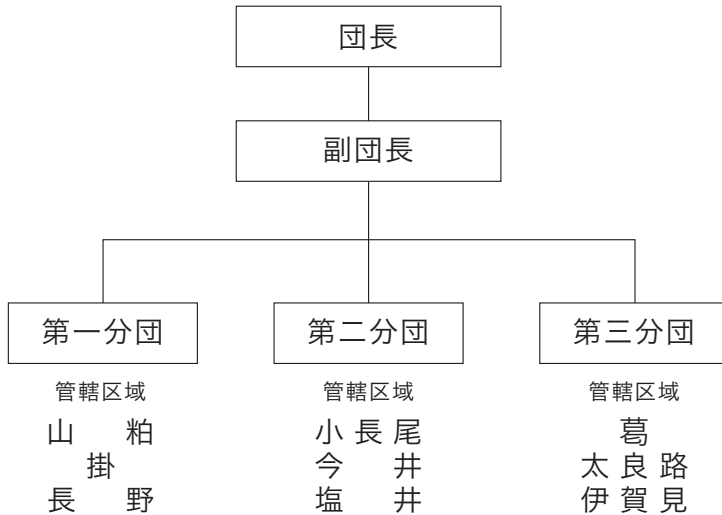 団長
副団長
第一分団
第二分団
第三分団
管轄区域
山粕
掛
長野
管轄区域
小長尾
今井
塩井
管轄区域
葛
太良路
伊賀見